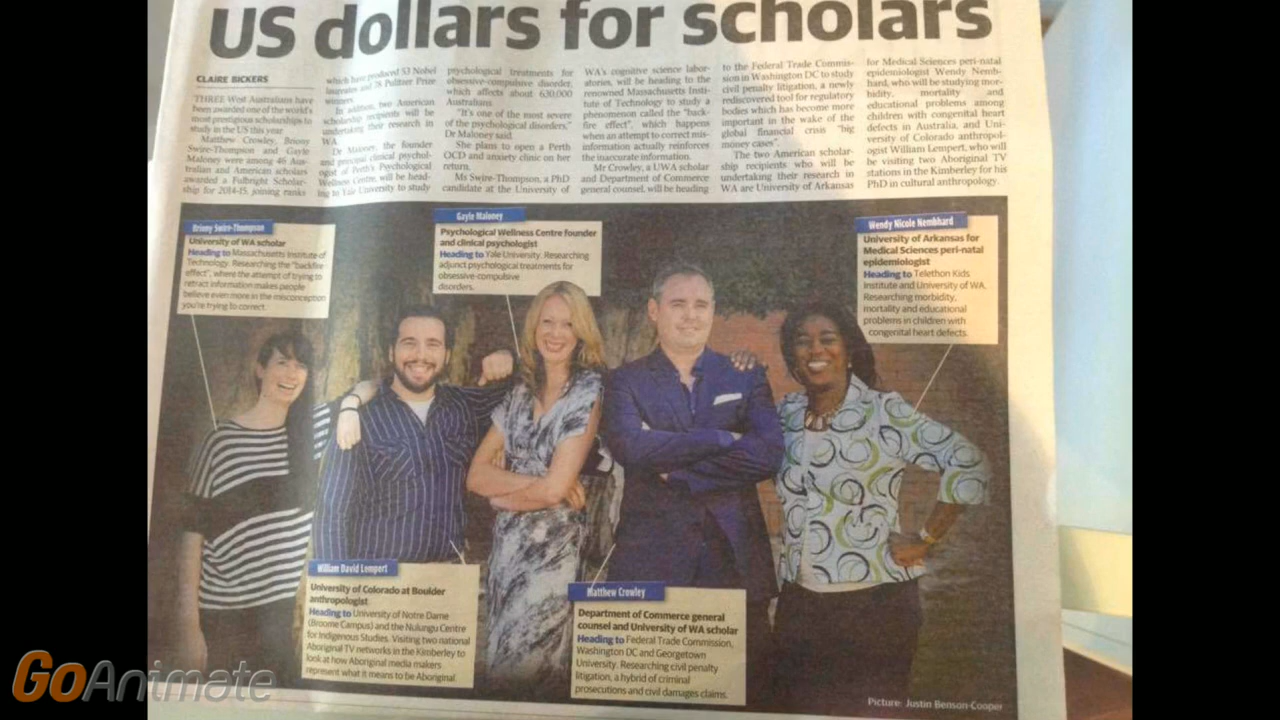 US dollars for scholars
CLAIRE BICKERS
THREE West Australians have
been awarded one of the world's
most prestigious scholarships to
study in the US this year.
Matthew Crowley, Briony
Swire-Thompson and Gayle
Maloney were among 46 Aus-
tralian and American scholars
awarded a Fulbright Scholar-
ship for 2014-15, joining ranks
which have produced 53 Nobel
laureates and 78 Pulitzer Prize
winners.
In addition, two American
scholarship recipients will be
undertaking their research in
WA.
Dr Maloney, the founder
and principal clinical psychol-
ogist of Perth's Psychological
Wellness Centre, will be head-
ing to Yale University to study
psychological treatments for
obsessive-compulsive disorder,
which affects about 630,000
Australians.
"It's one of the most severe
of the psychological disorders,"
Dr Maloney said.
She plans to open a Perth
OCD and anxiety clinic on her
return.
Ms Swire-Thompson, a PhD
candidate at the University of
WA's cognitive science labor-
atories, will be heading to the
renowned Massachusetts Insti-
tute of Technology to study a
phenomenon called the "back-
fire effect", which happens
when an attempt to correct mis-
information actually reinforces
the inaccurate information.
Mr Crowley, a UWA scholar
and Department of Commerce
general counsel, will be heading
to the Federal Trade Commis-
sion in Washington DC to study
civil penalty litigation, a newly
rediscovered tool for regulatory
bodies which has become more
important in the wake of the
global financial crisis "big
money cases".
The two American scholar-
ship recipients who will be
undertaking their research in
WA are University of Arkansas
for Medical Sciences peri-natal
epidemiologist Wendy Nemb-
hard, who will be studying mor-
bidity, mortality and
educational problems among
children with congenital heart
defects in Australia, and Uni-
versity of Colorado anthropol-
ogist William Lempert, who will
be visiting two Aboriginal TV
stations in the Kimberley for his
PhD in cultural anthropology.
Briony Swire-Thompson
University of WA scholar
Heading to Massachusetts Institute of
Technology. Researching the "backfire
effect", where the attempt of trying to
retract information makes people
believe even more in the misconception
you're trying to correct.
Gayle Maloney
Psychological Wellness Centre founder
and clinical psychologist
Heading to Yale University. Researching
adjunct psychological treatments for
obsessive-compulsive
disorders.
Wendy Nicole Nembhard
University of Arkansas for
Medical Sciences peri-natal
epidemiologist
Heading to Telethon Kids
Institute and University of WA.
Researching morbidity,
mortality and educational
problems in children with
congenital heart defects.
William David Lempert
University of Colorado at Boulder
anthropologist
Heading to University of Notre Dame
(Broome Campus) and the Nulungu Centre
for Indigenous Studies. Visiting two national
Aboriginal TV networks in the Kimberley to
look at how Aboriginal media makers
represent what it means to be Aboriginal.
Matthew Crowley
Department of Commerce general
counsel and University of WA scholar
Heading to Federal Trade Commission,
Washington DC and Georgetown
University. Researching civil penalty
litigation, a hybrid of criminal
prosecutions and civil damages claims.
Picture: Justin Benson-Cooper
GoAnimate